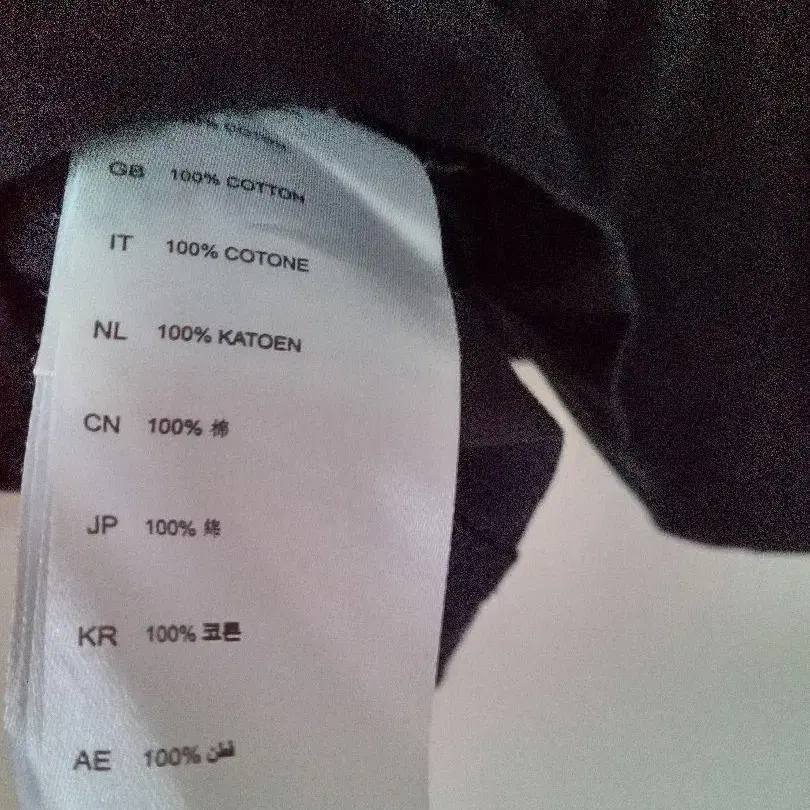 GB 100% COTTON
IT 100% COTONE
NL 100% KATOEN
CN 100% 棉
JP 100% 綿
KR 100% 코튼
AE 100% قطن